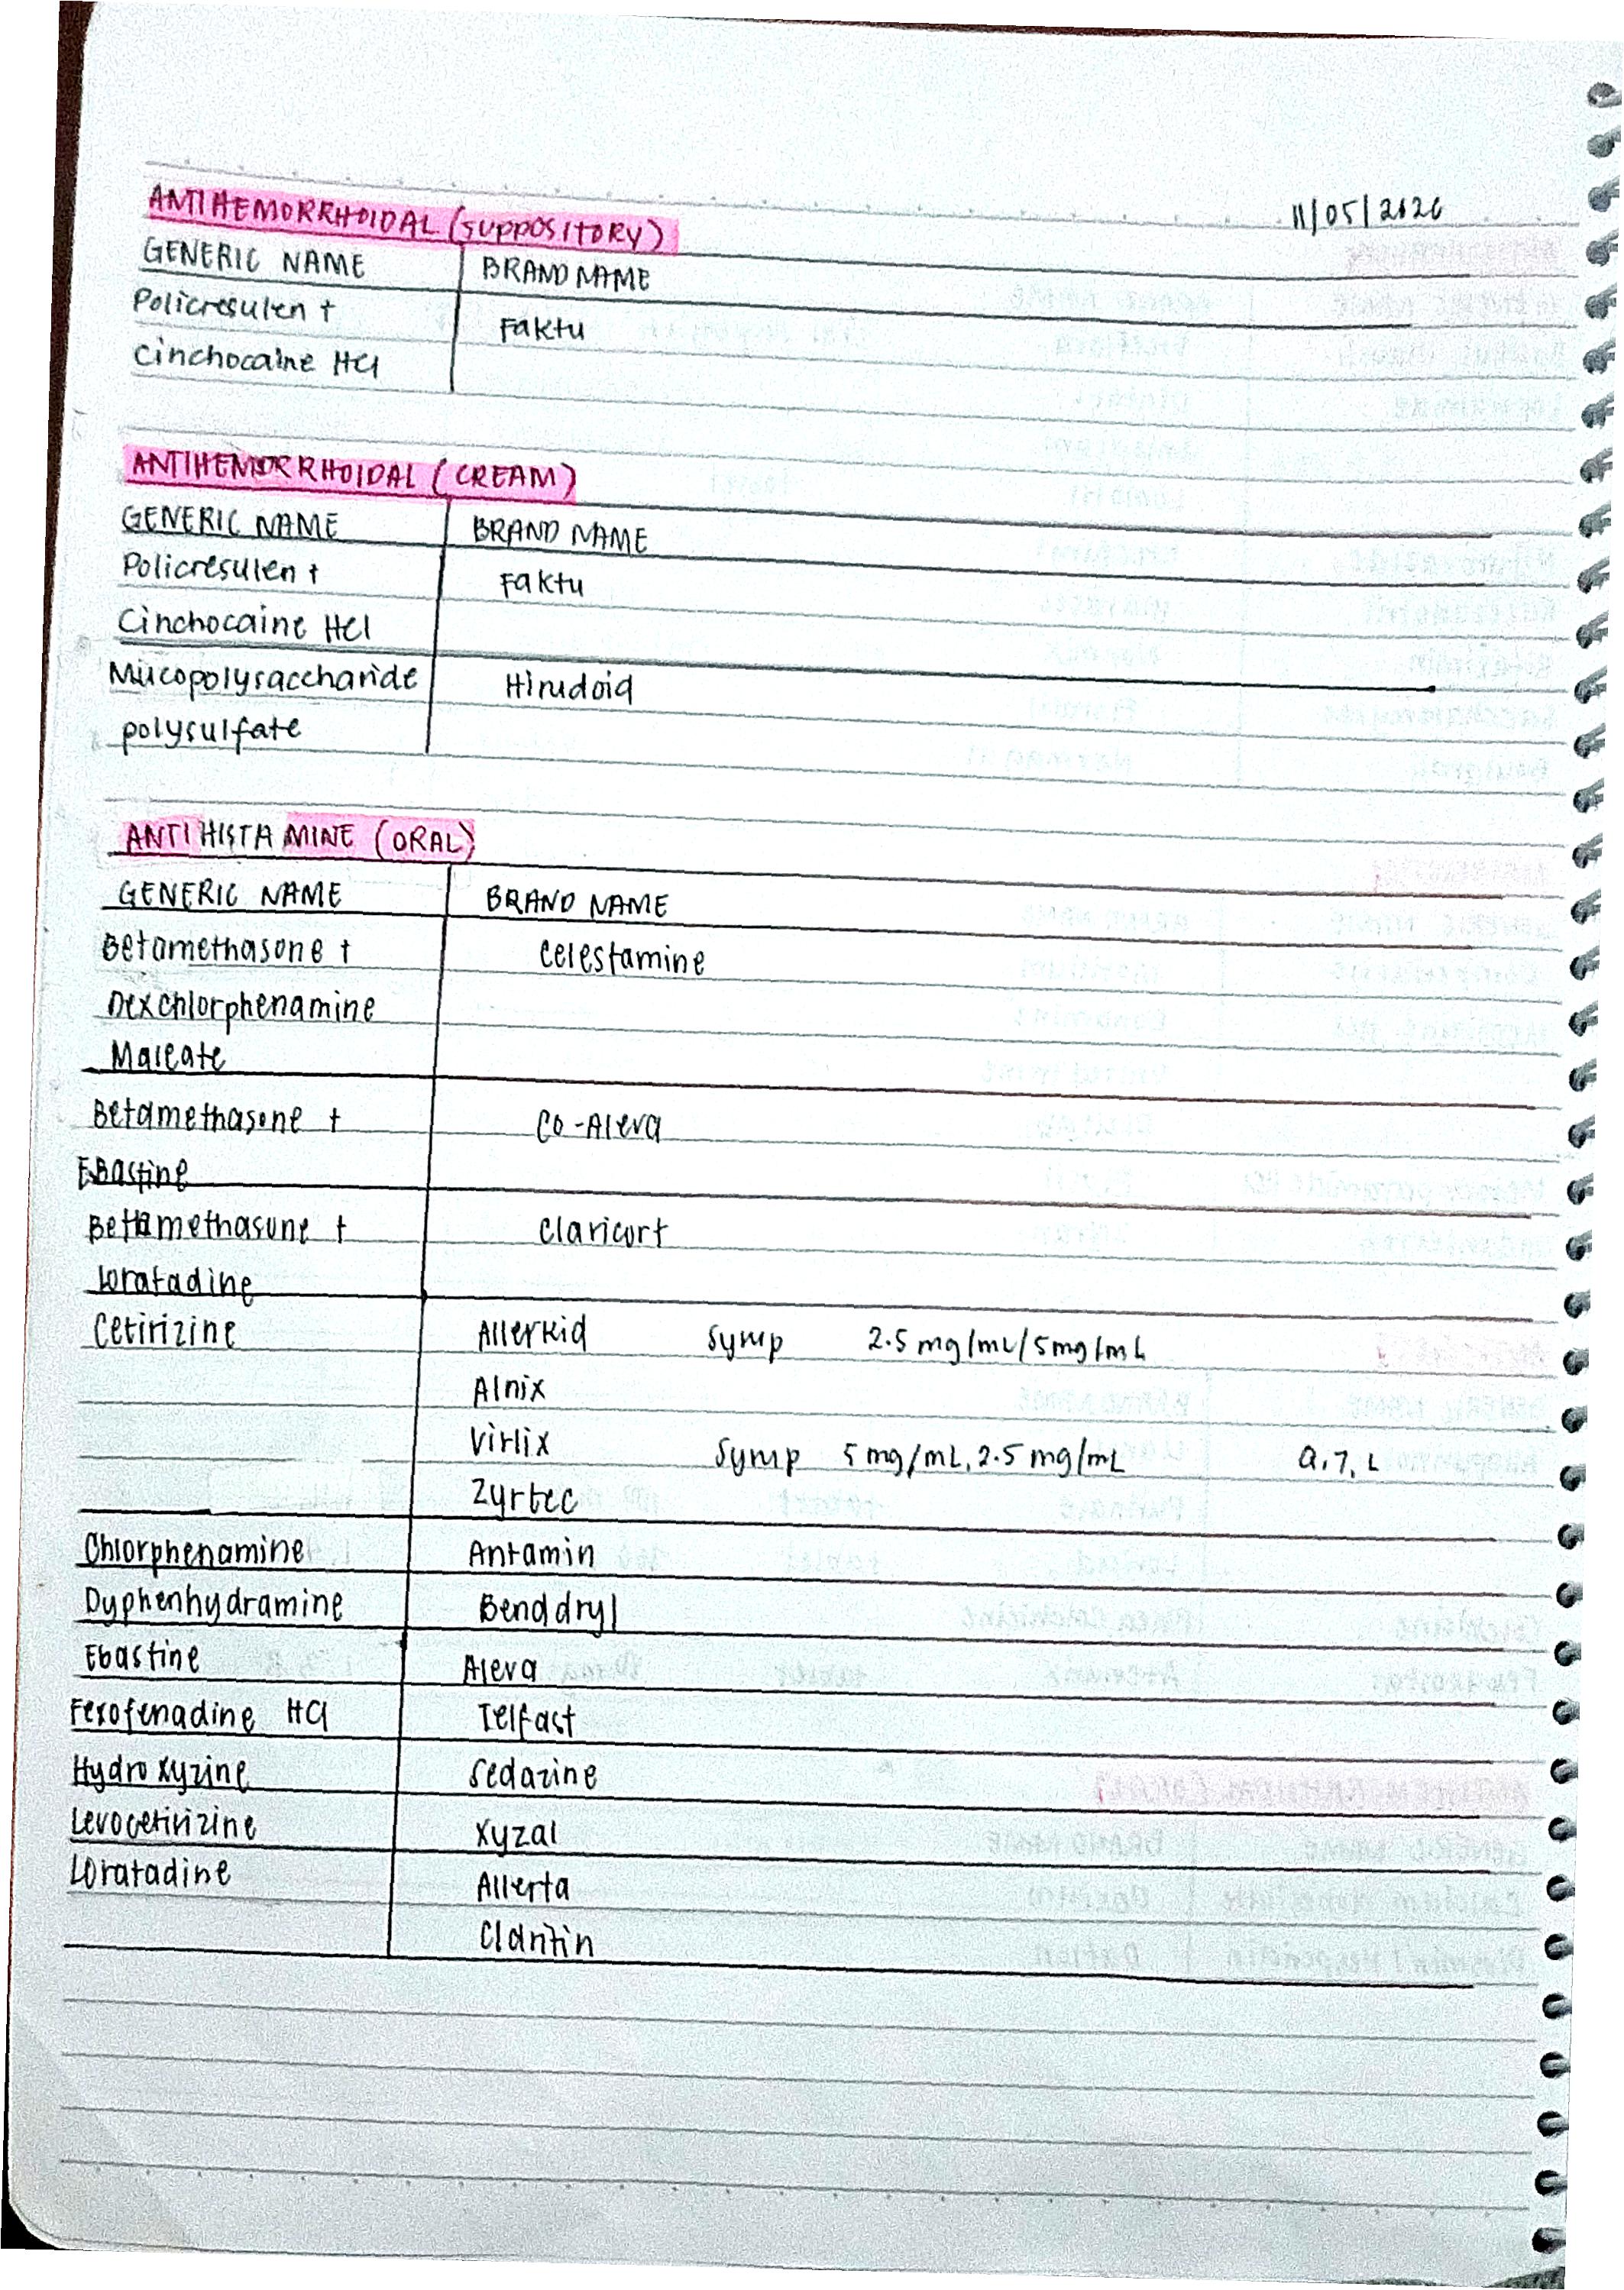 11/05/2026
ANTIHEMORRHOIDAL (SUPPOSITORY)
GENERIC NAME BRAND NAME
Policresulen + Faktu
Cinchocaine HCl
ANTIHEMORRHOIDAL (CREAM)
GENERIC NAME BRAND NAME
Policresulen + Faktu
Cinchocaine HCl
Mucopolysaccharide Hirudoid
polysulfate
ANTIHISTAMINE (ORAL)
GENERIC NAME BRAND NAME
Betamethasone + Celestamine
Dexchlorphenamine
Maleate
Betamethasone + Co-Aleva
Ebastine
Betamethasone + Claricort
Loratadine
Cetirizine Allerkid Syrup 2.5 mg/mL/5mg/mL
Alnix
Virlix Syrup 5 mg/mL, 2.5 mg/mL Q, 7, L
Zyrtec
Chlorphenamine Antamin
Dyphenhydramine Benddryl
Ebastine Aleva
Fexofenadine HCl Telfast
Hydroxyzine Sedazine
Levocetirizine Xyzal
Loratadine Allerta
Claritin